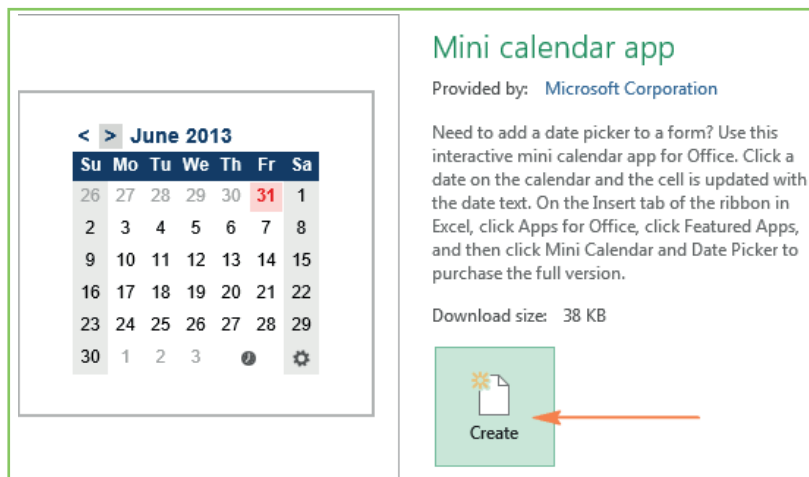 < > June 2013
Su Mo Tu We Th Fr Sa
26 27 28 29 30 31 1
2 3 4 5 6 7 8
9 10 11 12 13 14 15
16 17 18 19 20 21 22
23 24 25 26 27 28 29
30 1 2 3
Mini calendar app
Provided by: Microsoft Corporation
Need to add a date picker to a form? Use this
interactive mini calendar app for Office. Click a
date on the calendar and the cell is updated with
the date text. On the Insert tab of the ribbon in
Excel, click Apps for Office, click Featured Apps,
and then click Mini Calendar and Date Picker to
purchase the full version.
Download size: 38 KB
Create